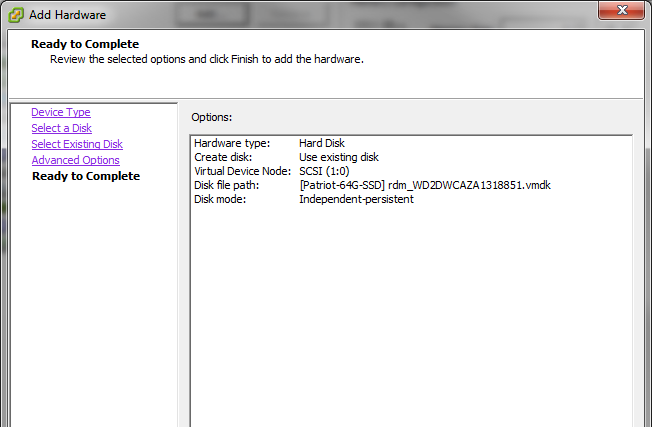 Add Hardware
Ready to Complete
Review the selected options and click Finish to add the hardware.
Device Type
Select a Disk
Select Existing Disk
Advanced Options
Ready to Complete
Options:
Hardware type: Hard Disk
Create disk: Use existing disk
Virtual Device Node: SCSI (1:0)
Disk file path: [Patriot-64G-SSD] rdm_WD2DWCAZA1318851.vmdk
Disk mode: Independent-persistent